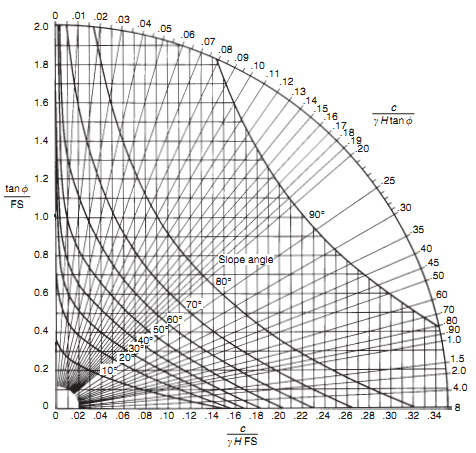 0 .01 .02 .03 .04 .05 .06 .07 .08 .09 .10 .11 .12 .13 .14 .15 .16 .17 .18 .19 .20 .25 .30 .35 .40 .45 .50 .60 .70 .80 .90 1.0 1.5 2.0 4.0 8
c
γ H tan ϕ
2.0
1.8
1.6
1.4
1.2
1.0
0.8
0.6
0.4
0.2
0
tan ϕ
FS
90°
Slope angle
80°
70°
60°
50°
40°
30°
20°
10°
0 .02 .04 .06 .08 .10 .12 .14 .16 .18 .20 .22 .24 .26 .28 .30 .32 .34
c
γ H FS